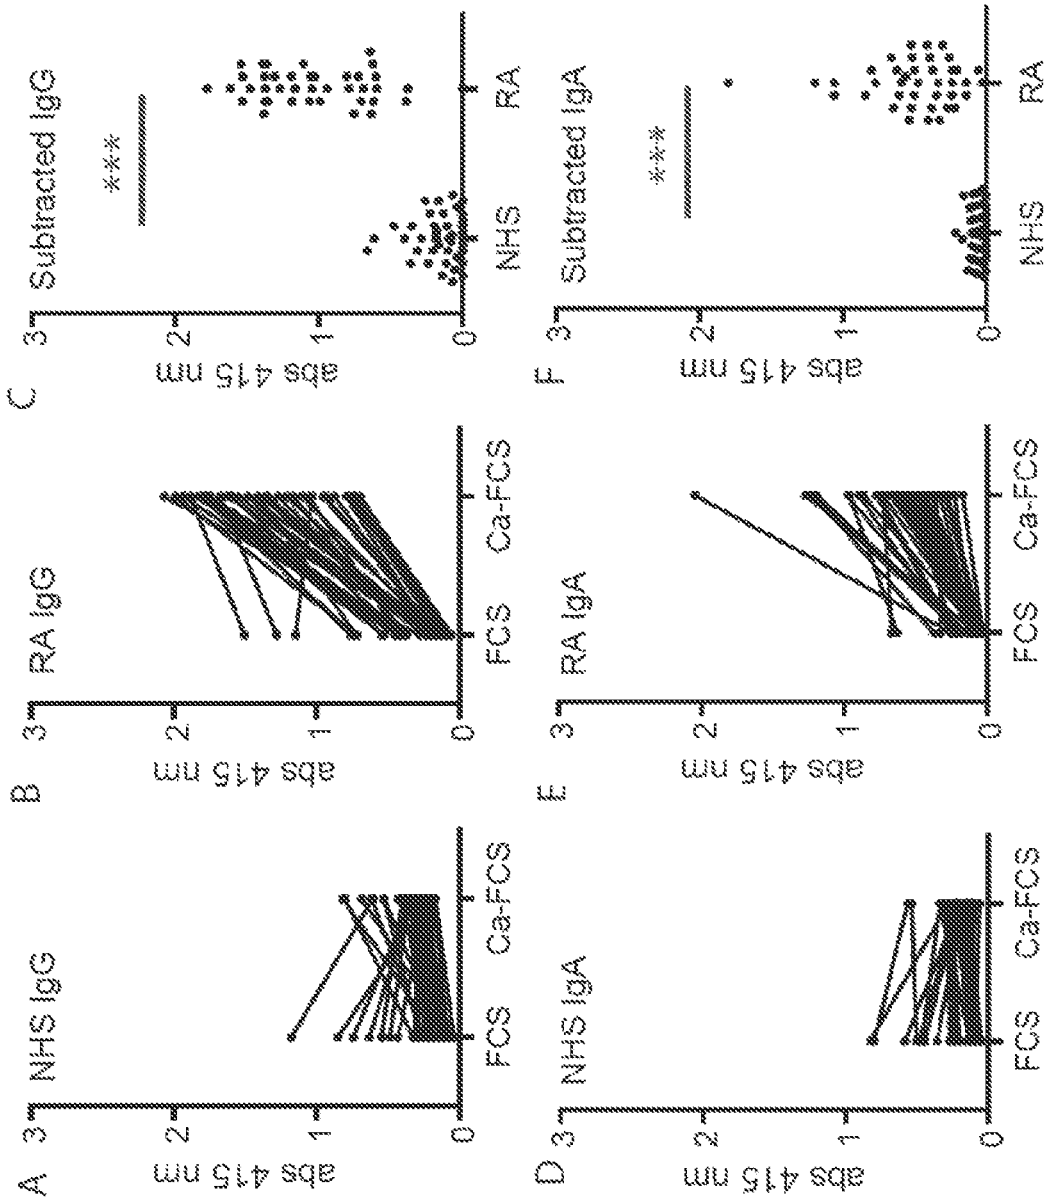 A
NHS IgG
abs 415 nm
3
2
1
0
FCS
Ca-FCS
B
RA IgG
abs 415 nm
3
2
1
0
FCS
Ca-FCS
C
Subtracted IgG
***
abs 415 nm
3
2
1
0
NHS
RA
D
NHS IgA
abs 415 nm
3
2
1
0
FCS
Ca-FCS
E
RA IgA
abs 415 nm
3
2
1
0
FCS
Ca-FCS
F
Subtracted IgA
***
abs 415 nm
3
2
1
0
NHS
RA